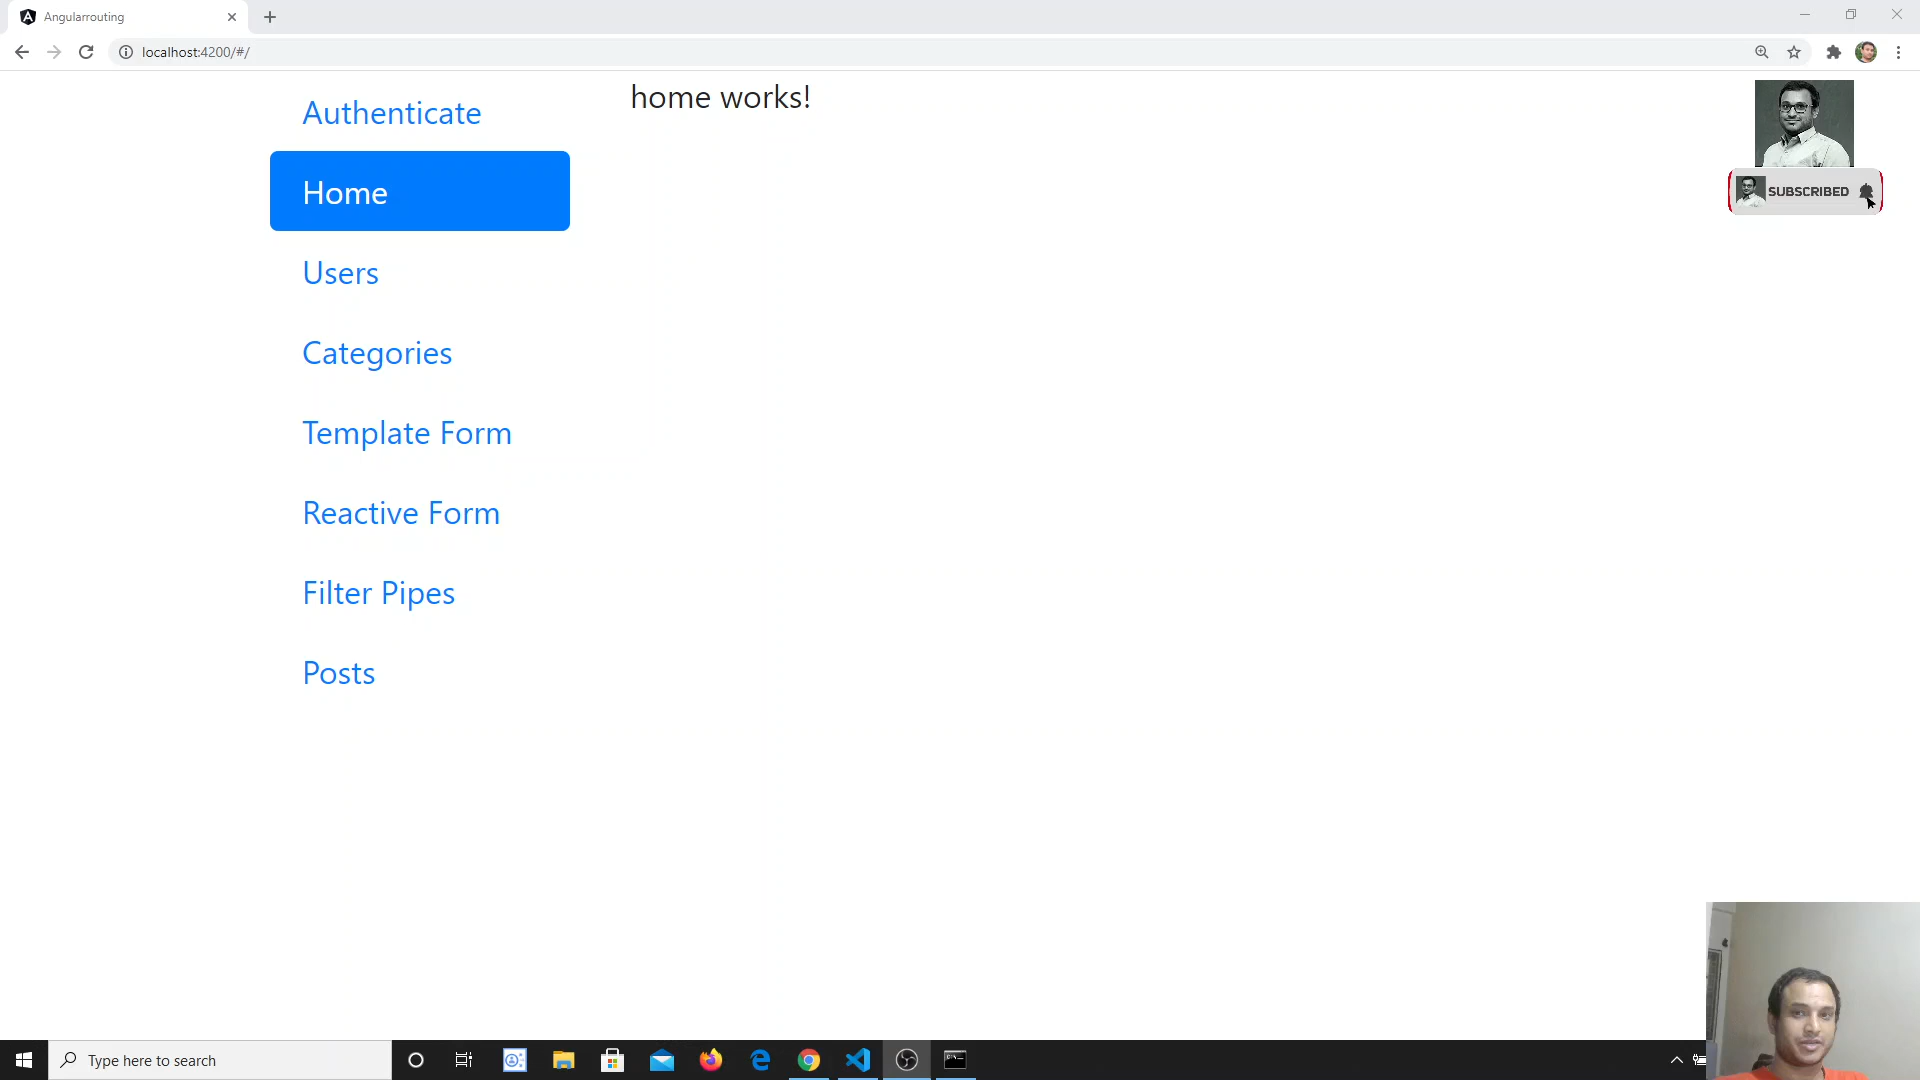 Angularrouting
localhost:4200/#/
Authenticate
home works!
Home
SUBSCRIBED
Users
Categories
Template Form
Reactive Form
Filter Pipes
Posts
Type here to search